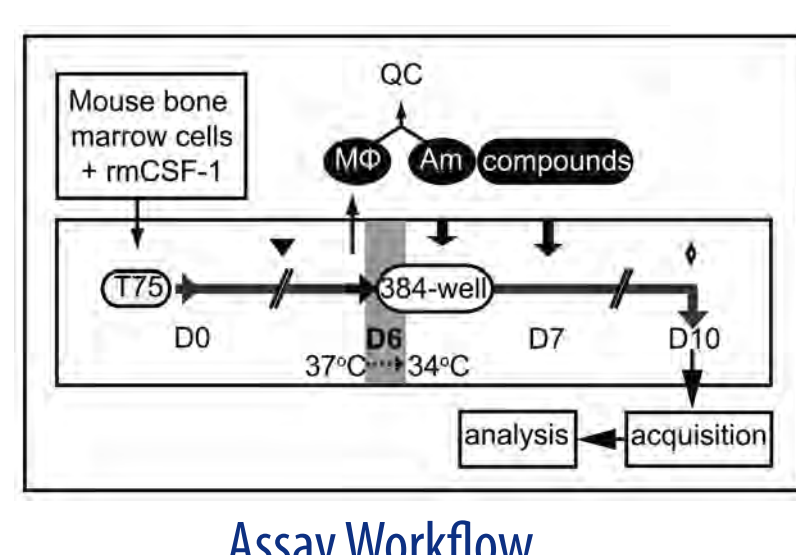 QC
Mouse bone
marrow cells
+ rmCSF-1
MΦ
Am
compounds
T75
384-well
D0
D6
D7
D10
37°C
34°C
analysis
acquisition
Assay Workflow